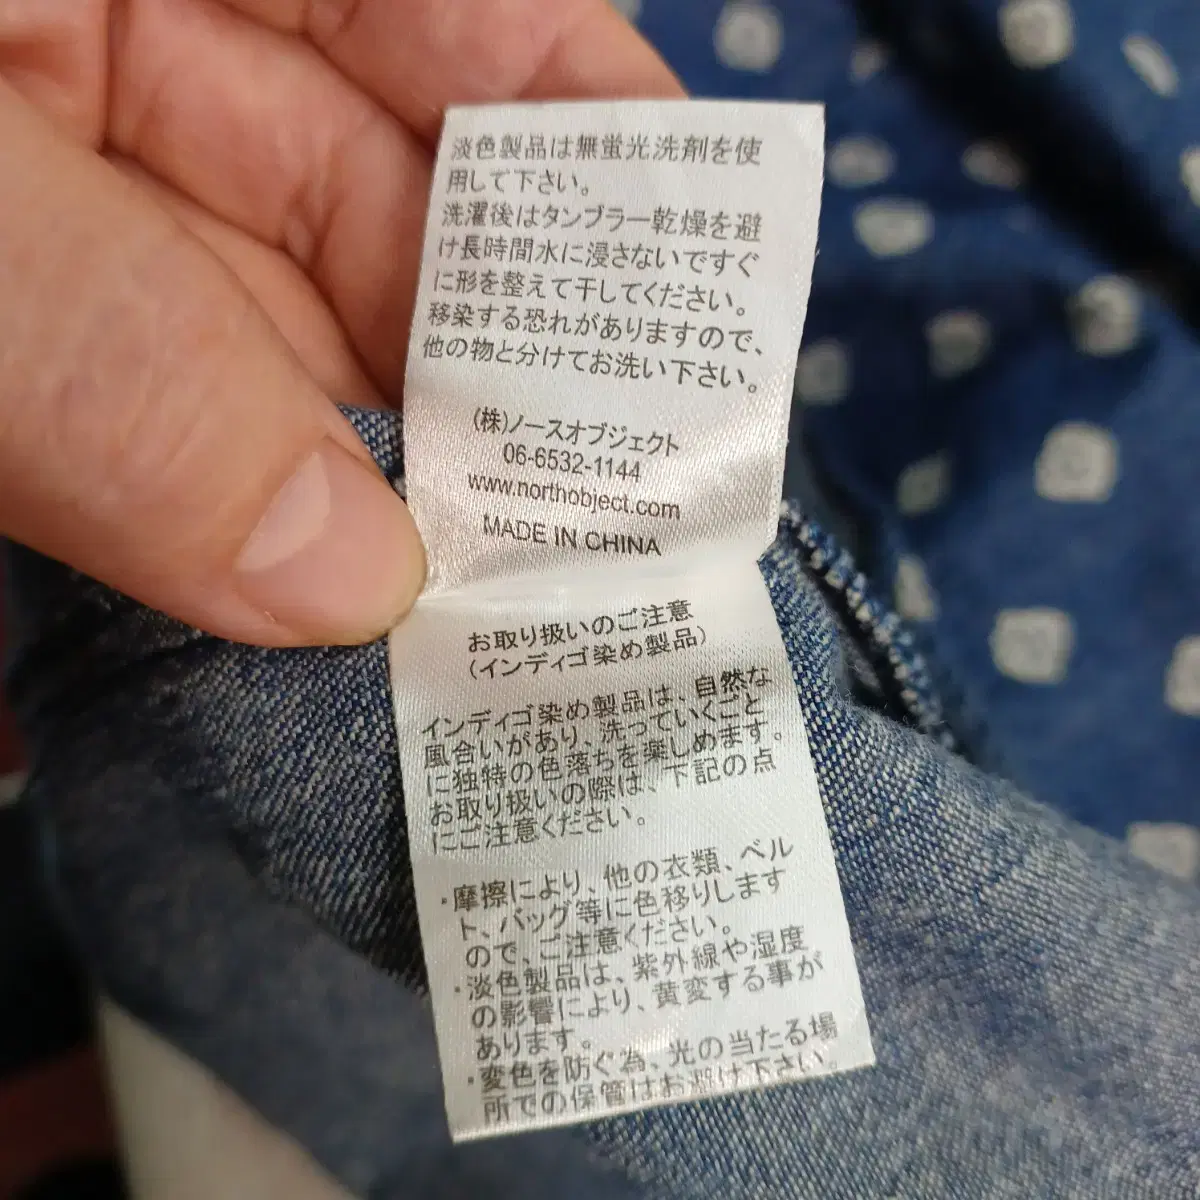 淡色製品は無蛍光洗剤を使
用して下さい。
洗濯後はタンブラー乾燥を避
け長時間水に浸さないですぐ
に形を整えて干してください。
移染する恐れがありますので、
他の物と分けてお洗い下さい。
(株)ノースオブジェクト
06-6532-1144
www.northobject.com
MADE IN CHINA
お取り扱いのご注意
(インディゴ染め製品)
インディゴ染め製品は、自然な
風合いがあり、洗っていくごと
に独特の色落ちを楽しめます。
お取り扱いの際は、下記の点
にご注意ください。
・摩擦により、他の衣類、ベル
ト、バッグ等に色移りします
ので、ご注意ください。
・淡色製品は、紫外線や湿度
の影響により、黄変する事が
あります。
・変色を防ぐ為、光の当たる場
所での保管はお避け下さい。